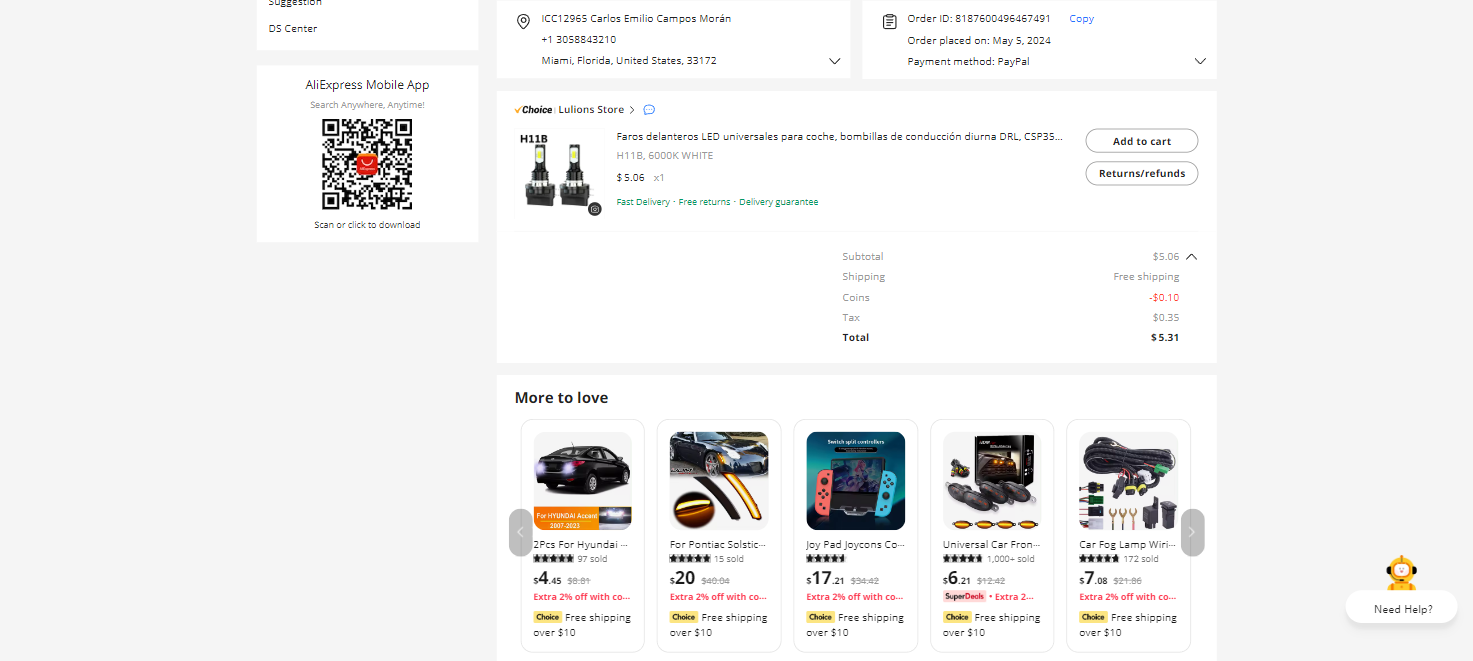 Suggestion
DS Center
AliExpress Mobile App
Search Anywhere, Anytime!
Scan or click to download
ICC12965 Carlos Emilio Campos Morán
+1 3058843210
Miami, Florida, United States, 33172
Order ID: 8187600496467491 Copy
Order placed on: May 5, 2024
Payment method: PayPal
Choice Lulions Store
H11B
Faros delanteros LED universales para coche, bombillas de conducción diurna DRL, CSP35...
H11B, 6000K WHITE
$5.06 x1
Fast Delivery · Free returns · Delivery guarantee
Add to cart
Returns/refunds
Subtotal $5.06
Shipping Free shipping
Coins -$0.10
Tax $0.35
Total $5.31
More to love
For HYUNDAI Accent
2007-2023
2Pcs For Hyundai ...
97 sold
$4.45 $8.81
Extra 2% off with co...
Choice Free shipping
over $10
For Pontiac Solstic...
15 sold
$20 $40.04
Extra 2% off with co...
Choice Free shipping
over $10
Switch split controllers
Joy Pad Joycons Co...
$17.21 $34.42
Extra 2% off with co...
Choice Free shipping
over $10
Universal Car Fron...
1,000+ sold
$6.21 $12.42
SuperDeals • Extra 2...
Choice Free shipping
over $10
Car Fog Lamp Wiri...
172 sold
$7.08 $21.86
Extra 2% off with co...
Choice Free shipping
over $10
Need Help?